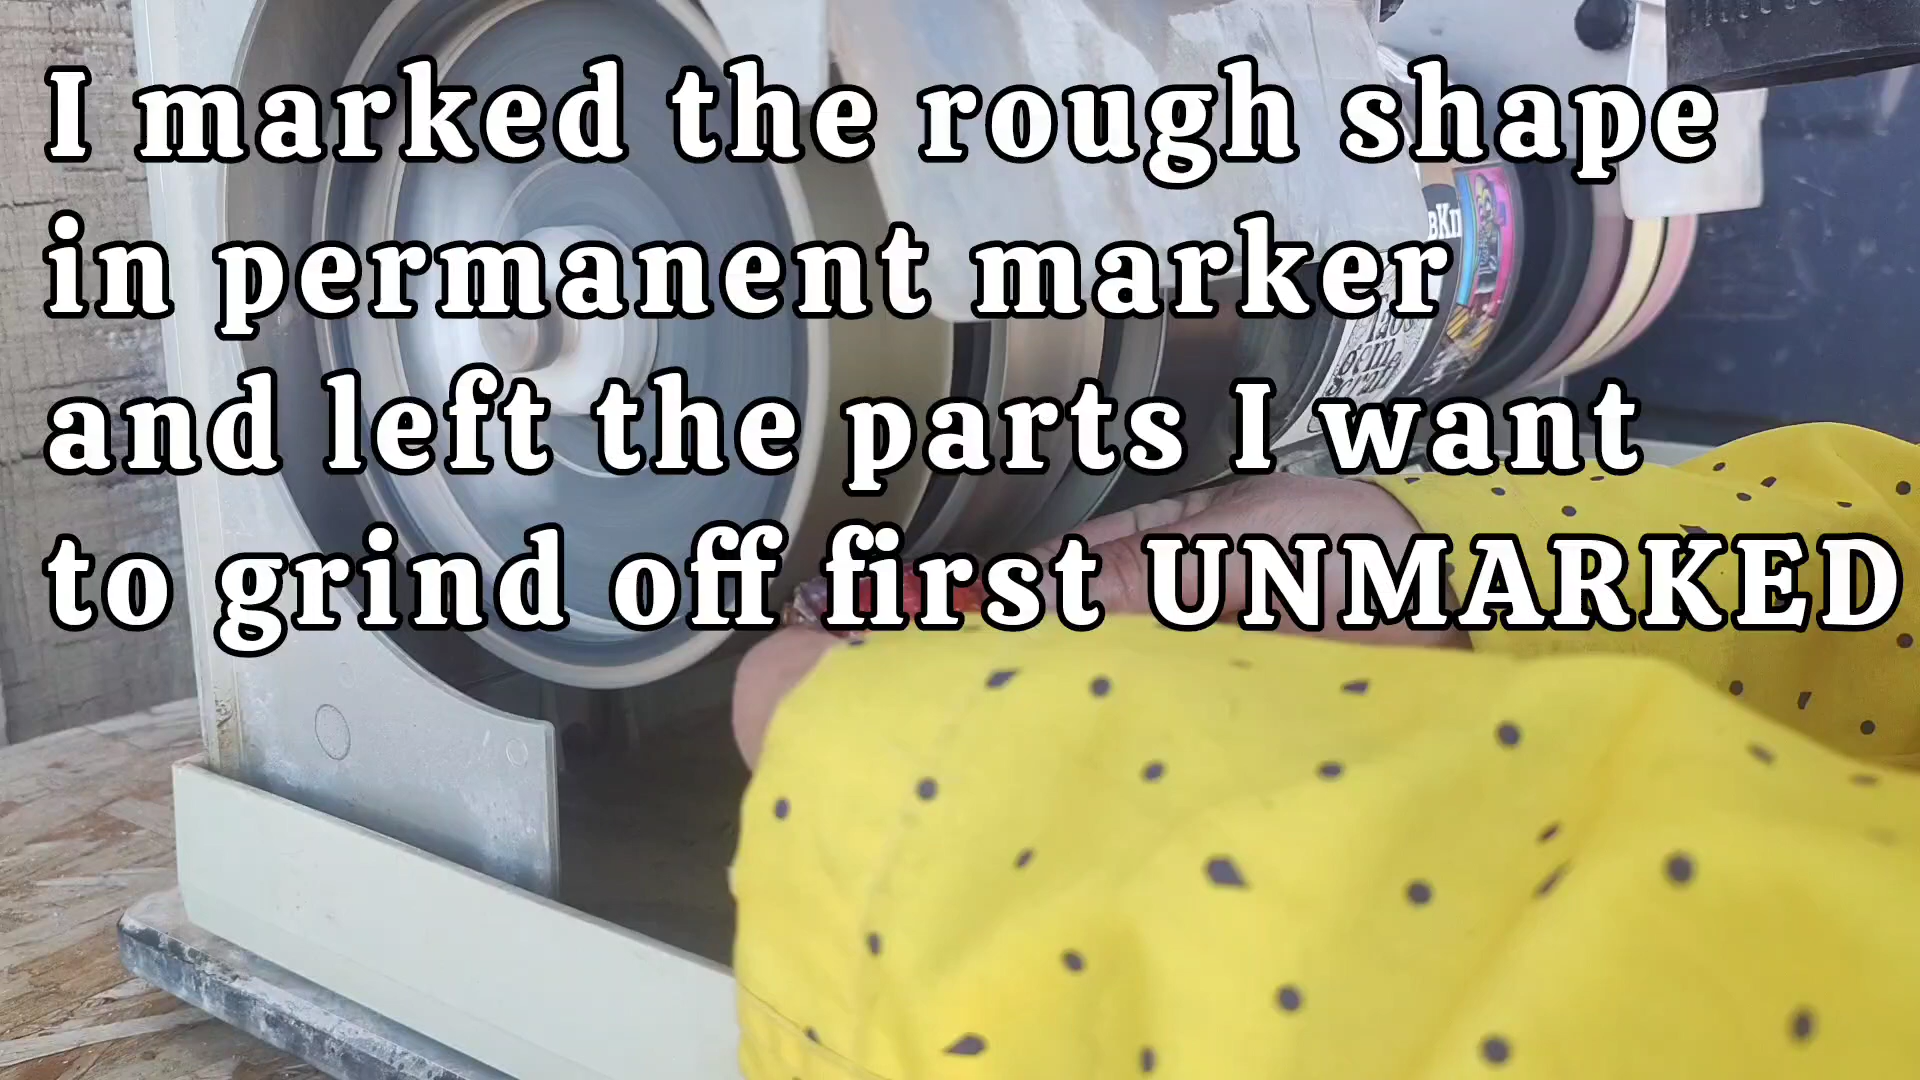 I marked the rough shape
in permanent marker
and left the parts I want
to grind off first UNMARKED